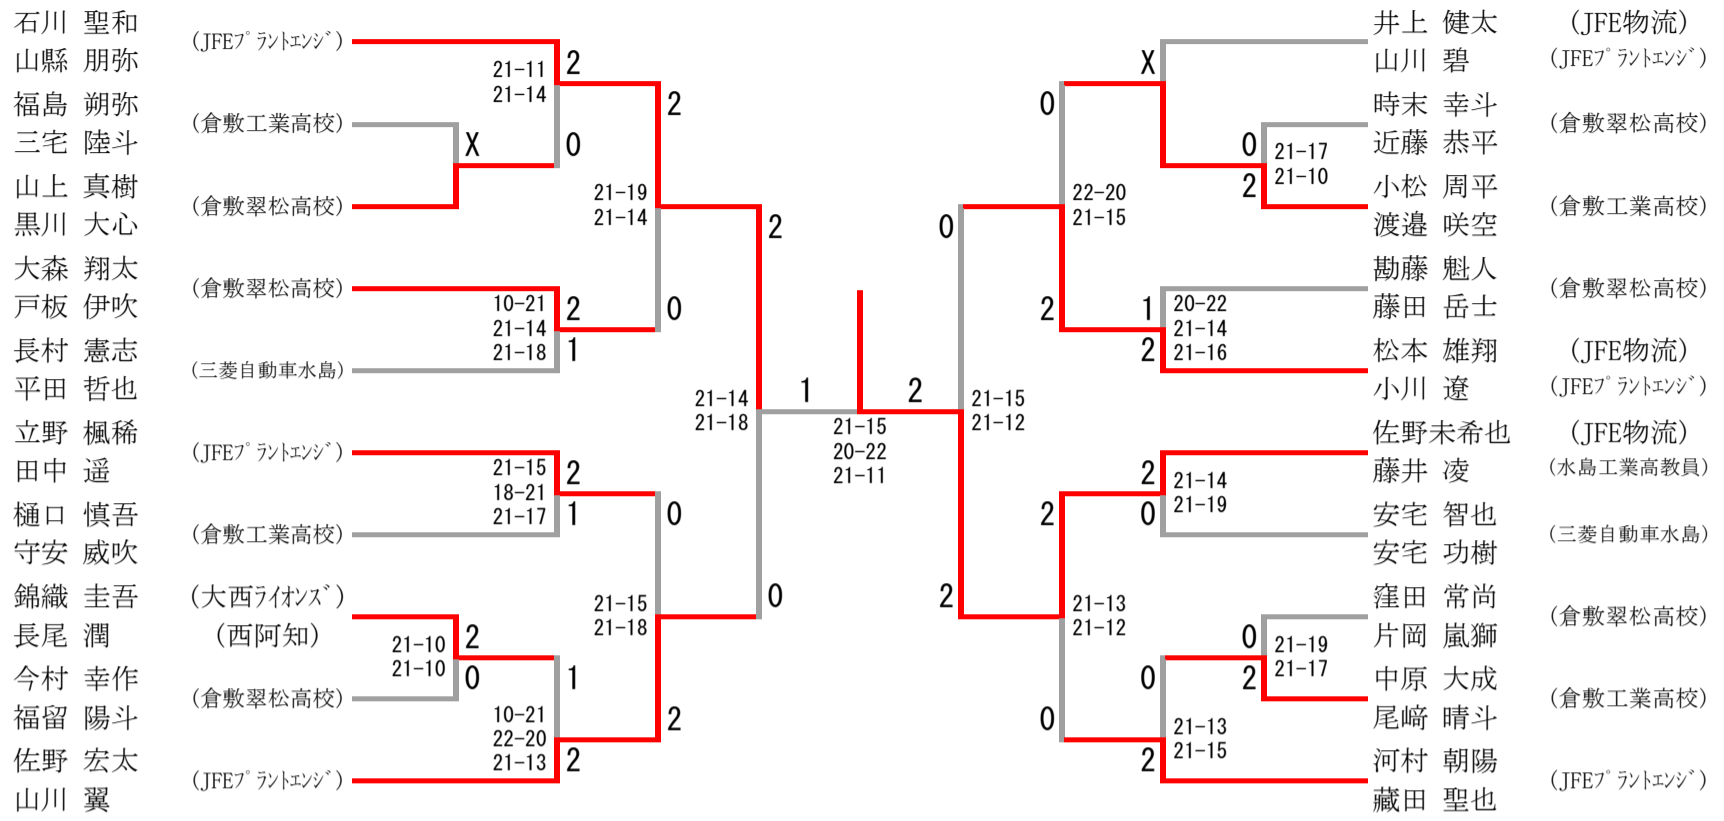 石川 聖和
(JFEﾌﾟﾗﾝﾄｴﾝｼﾞ)
山縣 朋弥
福島 朔弥
(倉敷工業高校)
三宅 陸斗
山上 真樹
(倉敷翠松高校)
黒川 大心
大森 翔太
(倉敷翠松高校)
戸板 伊吹
長村 憲志
(三菱自動車水島)
平田 哲也
立野 楓稀
(JFEﾌﾟﾗﾝﾄｴﾝｼﾞ)
田中 遥
樋口 慎吾
(倉敷工業高校)
守安 威吹
錦織 圭吾
(大西ﾗｲｵﾝｽﾞ)
長尾 潤
(西阿知)
今村 幸作
(倉敷翠松高校)
福留 陽斗
佐野 宏太
(JFEﾌﾟﾗﾝﾄｴﾝｼﾞ)
山川 翼
X
21-10
21-10
2
0
21-11
21-14
2
0
10-21
21-14
21-18
2
1
21-15
18-21
21-17
2
1
10-21
22-20
21-13
1
2
21-19
21-14
2
0
21-15
21-18
0
2
21-14
21-18
2
0
1
2
21-15
20-22
21-11
0
2
21-15
21-12
0
2
22-20
21-15
2
0
21-13
21-12
X
1
2
20-22
21-14
21-16
2
0
21-14
21-19
0
2
21-13
21-15
0
2
21-17
21-10
0
2
21-19
21-17
井上 健太
(JFE物流)
山川 碧
(JFEﾌﾟﾗﾝﾄｴﾝｼﾞ)
時末 幸斗
(倉敷翠松高校)
近藤 恭平
小松 周平
(倉敷工業高校)
渡邉 咲空
勘藤 魁人
(倉敷翠松高校)
藤田 岳士
松本 雄翔
(JFE物流)
小川 遼
(JFEﾌﾟﾗﾝﾄｴﾝｼﾞ)
佐野未希也
(JFE物流)
藤井 凌
(水島工業高教員)
安宅 智也
(三菱自動車水島)
安宅 功樹
窪田 常尚
(倉敷翠松高校)
片岡 嵐獅
中原 大成
(倉敷工業高校)
尾﨑 晴斗
河村 朝陽
(JFEﾌﾟﾗﾝﾄｴﾝｼﾞ)
藏田 聖也